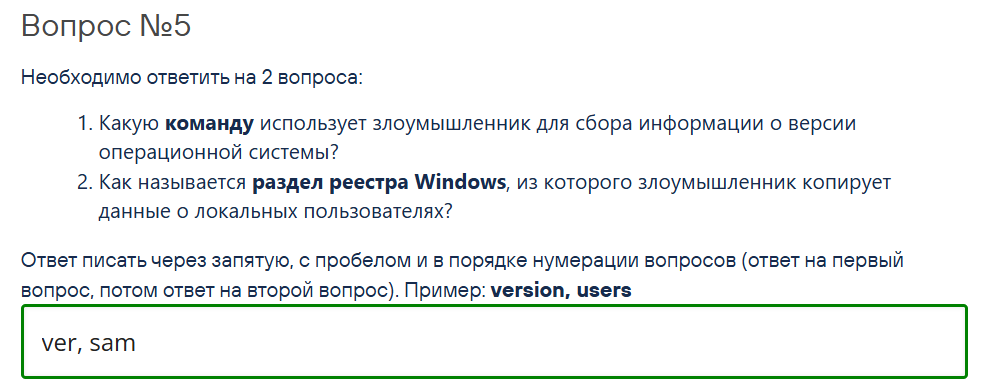 Вопрос №5
Необходимо ответить на 2 вопроса:
1. Какую команду использует злоумышленник для сбора информации о версии
операционной системы?
2. Как называется раздел реестра Windows, из которого злоумышленник копирует
данные о локальных пользователях?
Ответ писать через запятую, с пробелом и в порядке нумерации вопросов (ответ на первый
вопрос, потом ответ на второй вопрос). Пример: version, users
ver, sam